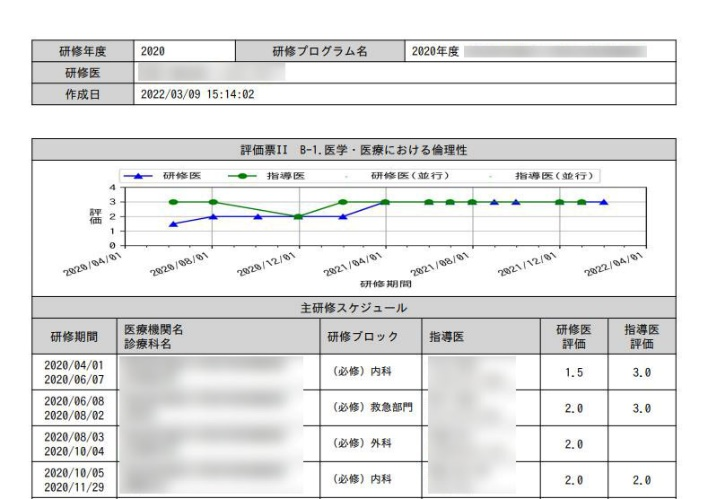 研修年度 2020 研修プログラム名 2020年度
研修医
作成日 2022/03/09 15:14:02
評価票II B-1.医学・医療における倫理性
研修医 指導医 研修医(並行) 指導医(並行)
評価
4
3
2
1
0
2020/04/01 2020/08/01 2020/12/01 2021/04/01 2021/08/01 2021/12/01 2022/04/01
研修期間
主研修スケジュール
研修期間 医療機関名 診療科名 研修ブロック 指導医 研修医 評価 指導医 評価
2020/04/01 2020/06/07 (必修) 内科 1.5 3.0
2020/06/08 2020/08/02 (必修) 救急部門 2.0 3.0
2020/08/03 2020/10/04 (必修) 外科 2.0
2020/10/05 2020/11/29 (必修) 内科 2.0 2.0